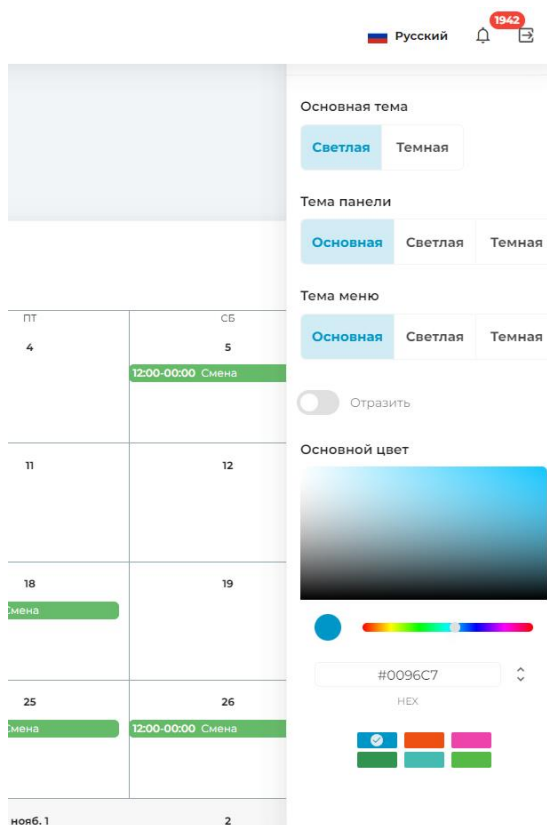 1942
Русский
Основная тема
Светлая Темная
Тема панели
Основная Светлая Темная
Тема меню
ПТ СБ
Основная Светлая Темная
4 5
12:00-00:00 Смена
Отразить
Основной цвет
11 12
18 19
Смена
#0096C7
HEX
25 26
Смена 12:00-00:00 Смена
нояб. 1 2